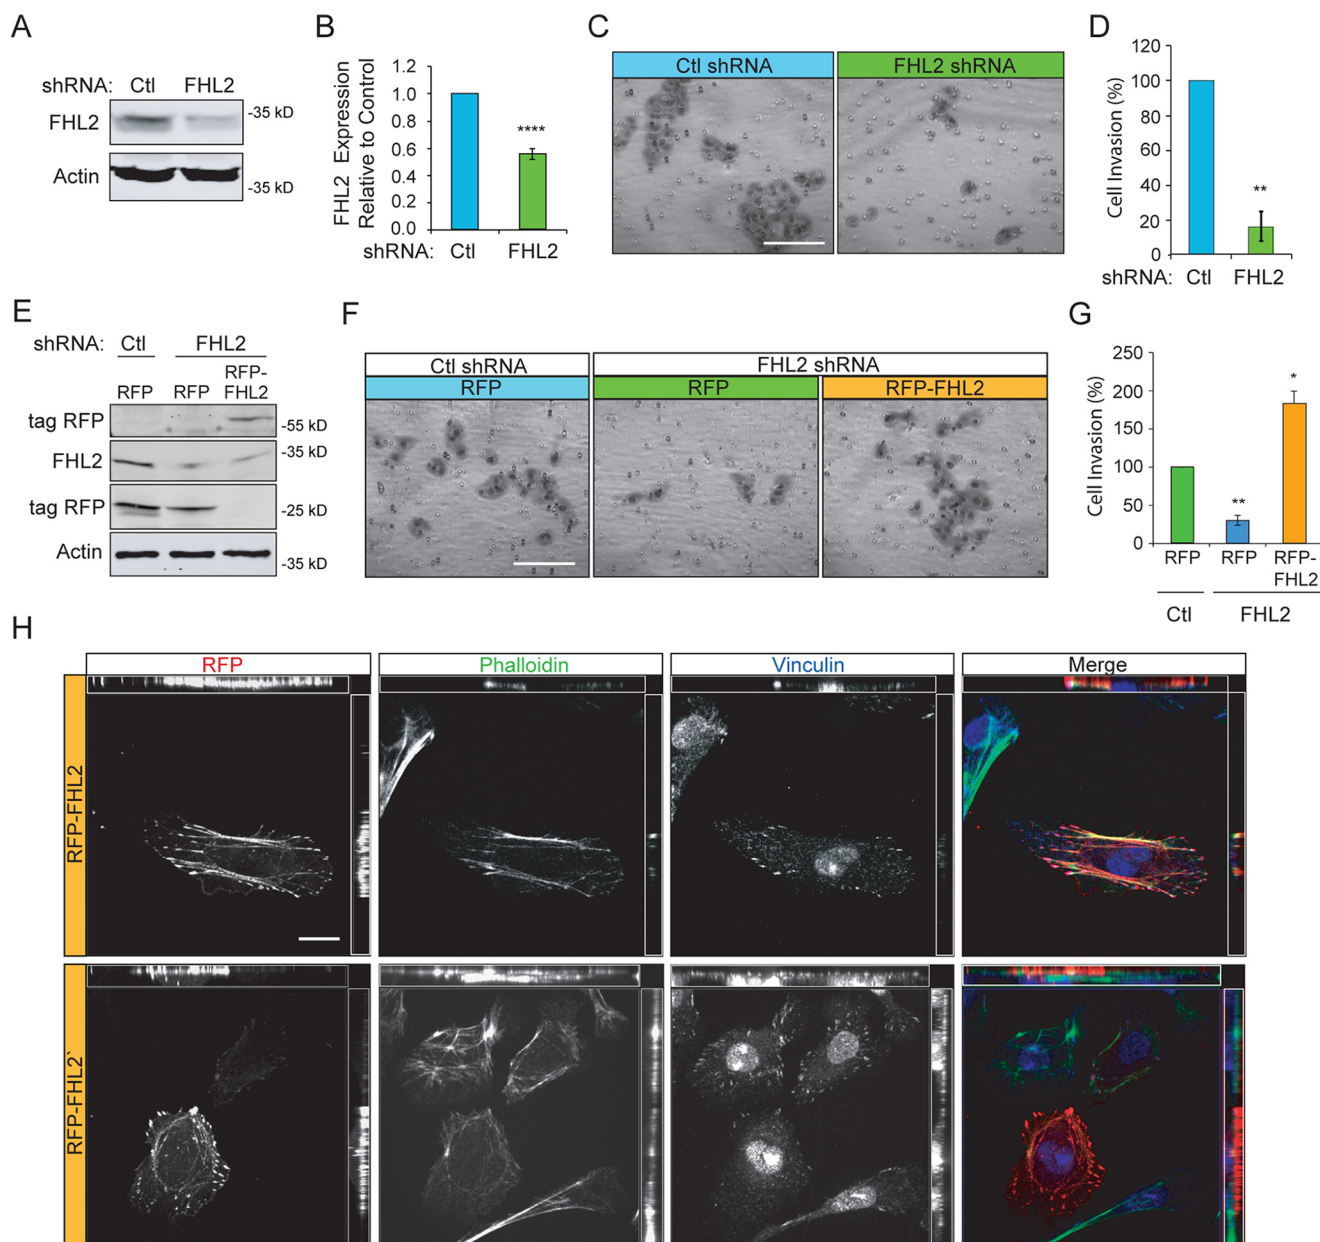 A
shRNA: Ctl FHL2
FHL2
-35 kD
Actin
-35 kD
B
FHL2 Expression
Relative to Control
1.2
1.0
0.8
0.6
0.4
0.2
0.0
****
shRNA: Ctl FHL2
C
Ctl shRNA
FHL2 shRNA
D
Cell Invasion (%)
120
100
80
60
40
20
0
**
shRNA: Ctl FHL2
E
shRNA: Ctl FHL2
RFP RFP RFP-
FHL2
tag RFP
-55 kD
FHL2
-35 kD
tag RFP
-25 kD
Actin
-35 kD
F
Ctl shRNA
FHL2 shRNA
RFP
RFP
RFP-FHL2
G
Cell Invasion (%)
250
200
150
100
50
0
**
*
RFP RFP RFP-
FHL2
Ctl FHL2
H
RFP
Phalloidin
Vinculin
Merge
RFP-FHL2
RFP-FHL2`